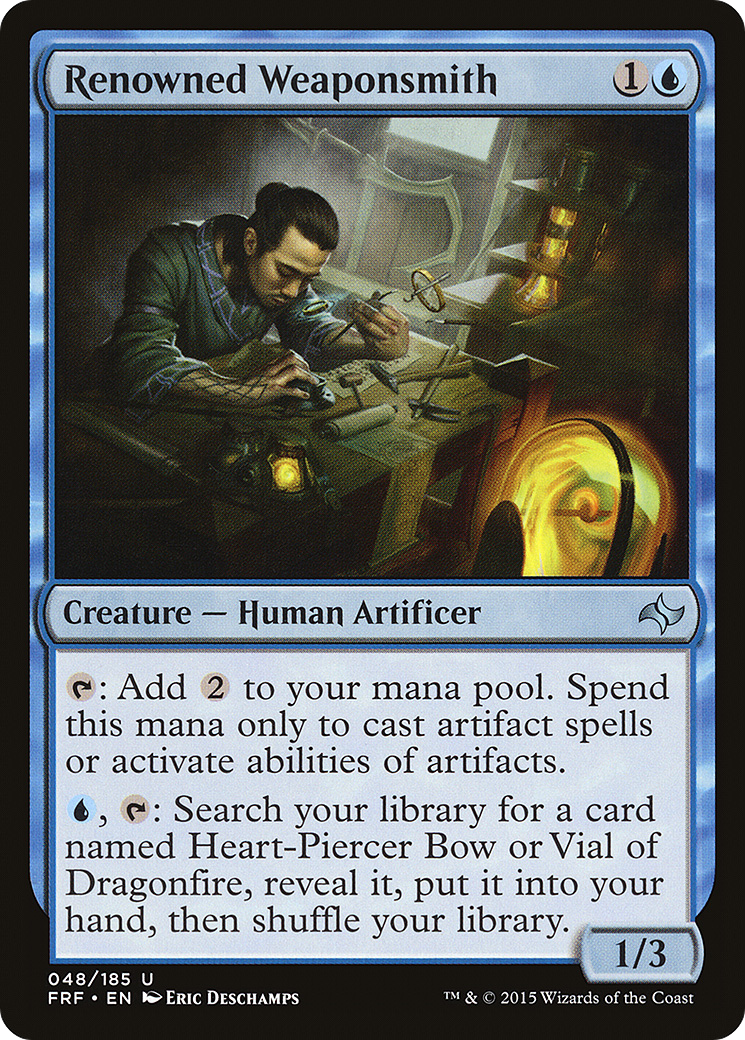 Renowned Weaponsmith 1
Creature — Human Artificer
: Add 2 to your mana pool. Spend
this mana only to cast artifact spells
or activate abilities of artifacts.
, : Search your library for a card
named Heart-Piercer Bow or Vial of
Dragonfire, reveal it, put it into your
hand, then shuffle your library.
1/3
048/185 U
FRF • EN Eric Deschamps
™ & © 2015 Wizards of the Coast